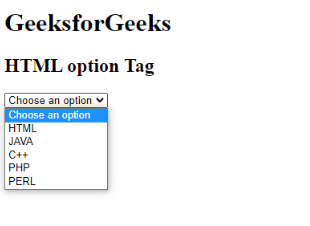 GeeksforGeeks
HTML option Tag
Choose an option
Choose an option
HTML
JAVA
C++
PHP
PERL